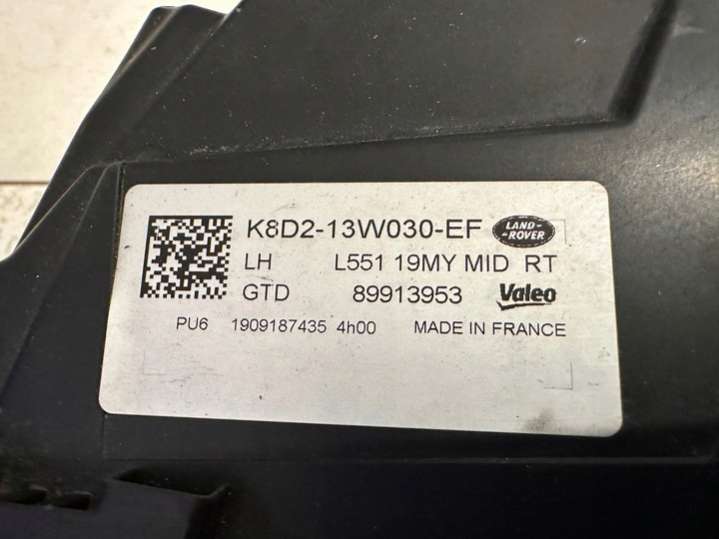 K8D2-13W030-EF LAND-ROVER
LH L551 19MY MID RT
GTD 89913953 Valeo
PU6 1909187435 4h00 MADE IN FRANCE